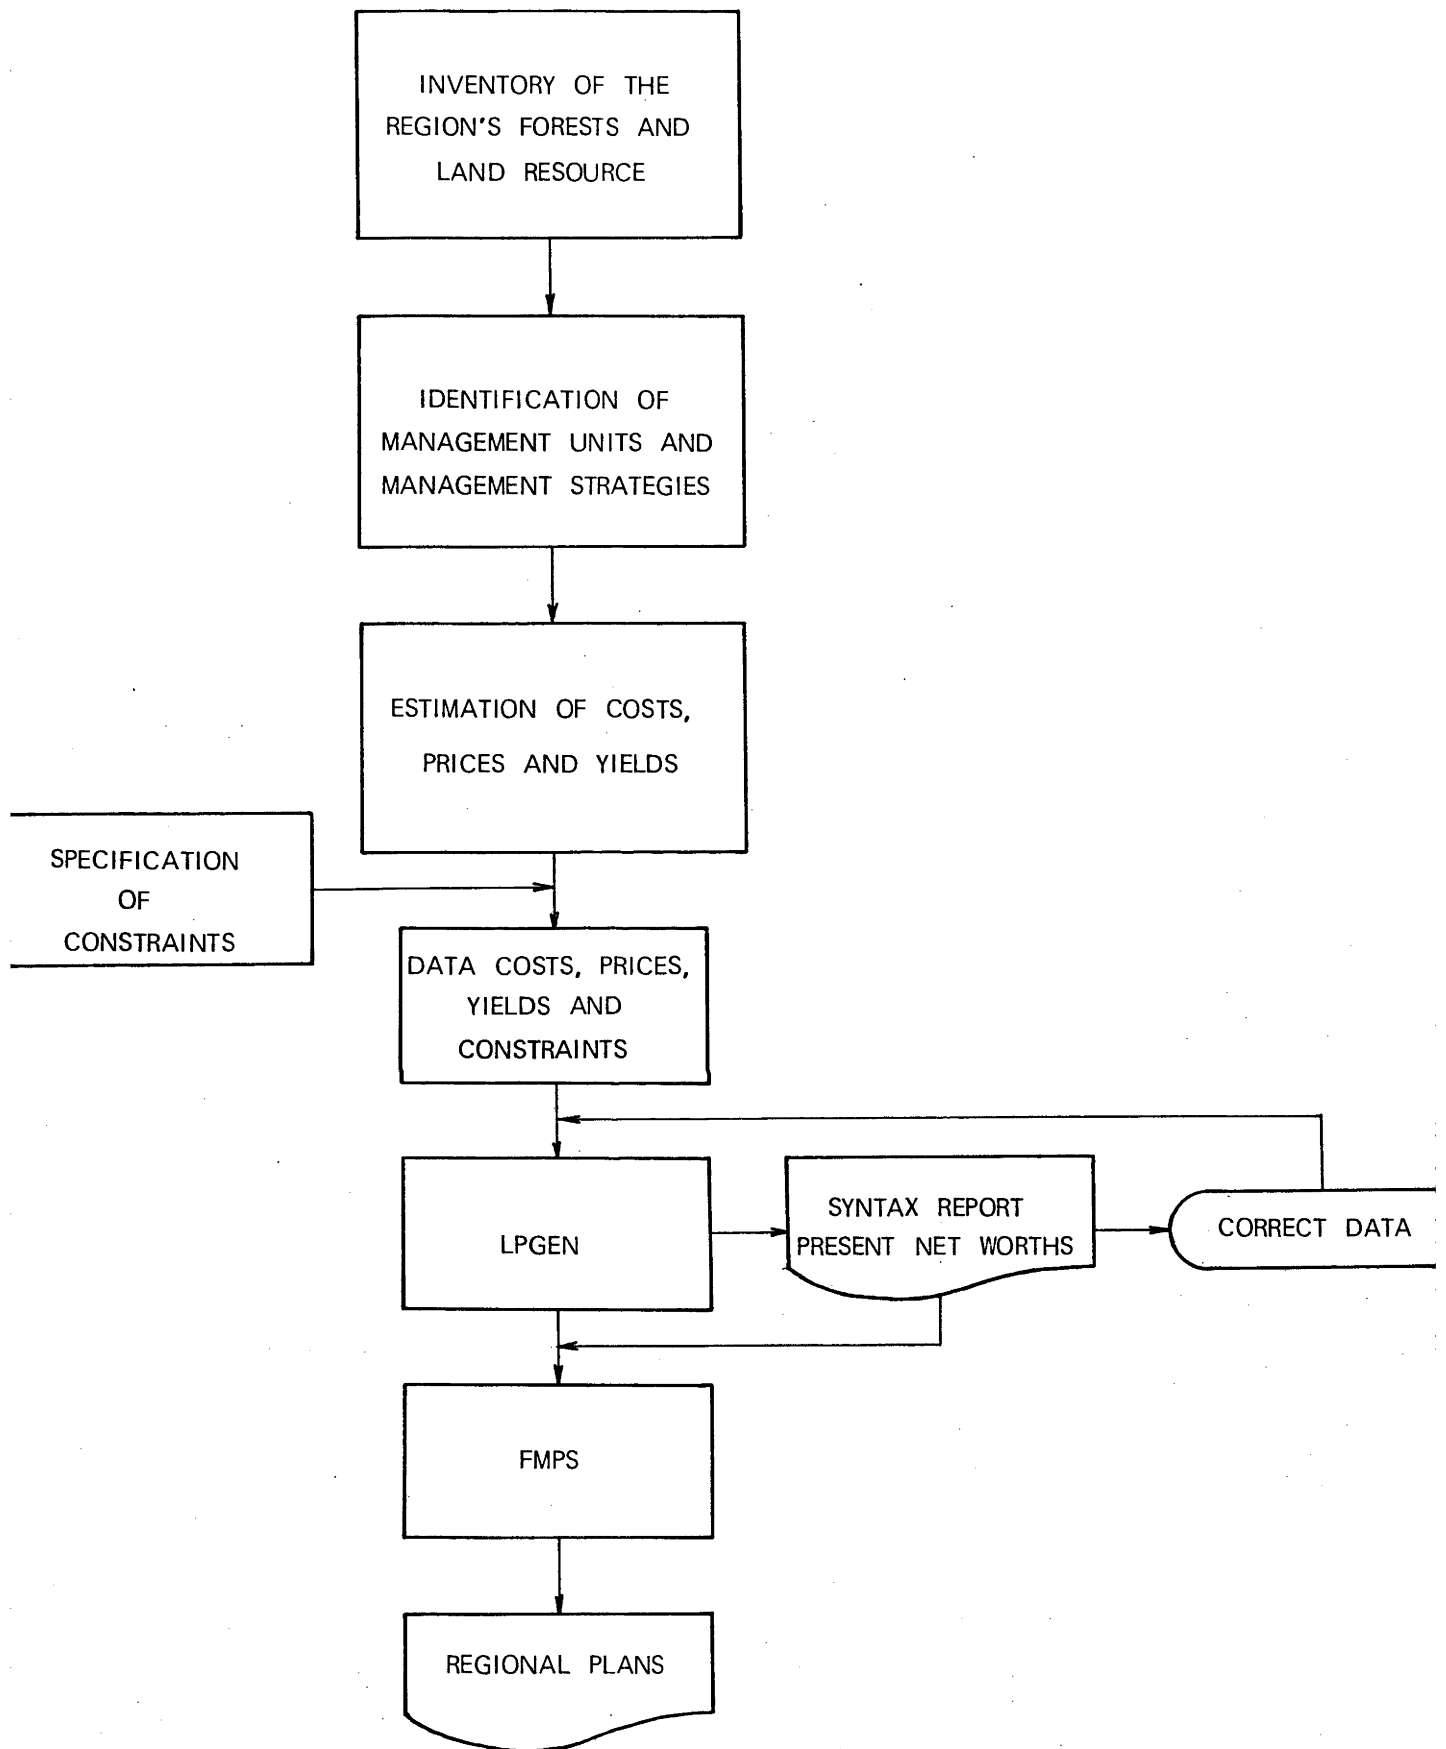 INVENTORY OF THE
REGION'S FORESTS AND
LAND RESOURCE
IDENTIFICATION OF
MANAGEMENT UNITS AND
MANAGEMENT STRATEGIES
ESTIMATION OF COSTS,
PRICES AND YIELDS
SPECIFICATION
OF
CONSTRAINTS
DATA COSTS, PRICES,
YIELDS AND
CONSTRAINTS
LPGEN
SYNTAX REPORT
PRESENT NET WORTHS
CORRECT DATA
FMPS
REGIONAL PLANS